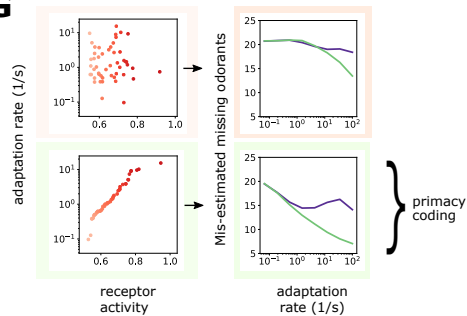 G
adaptation rate (1/s)
10¹
10⁰
10⁻¹
0.6 0.8 1.0
Mis-estimated missing odorants
25
20
15
10
5
10⁻¹ 10⁰ 10¹ 10²
10¹
10⁰
10⁻¹
0.6 0.8 1.0
25
20
15
10
5
10⁻¹ 10⁰ 10¹ 10²
primacy
coding
receptor
activity
adaptation
rate (1/s)